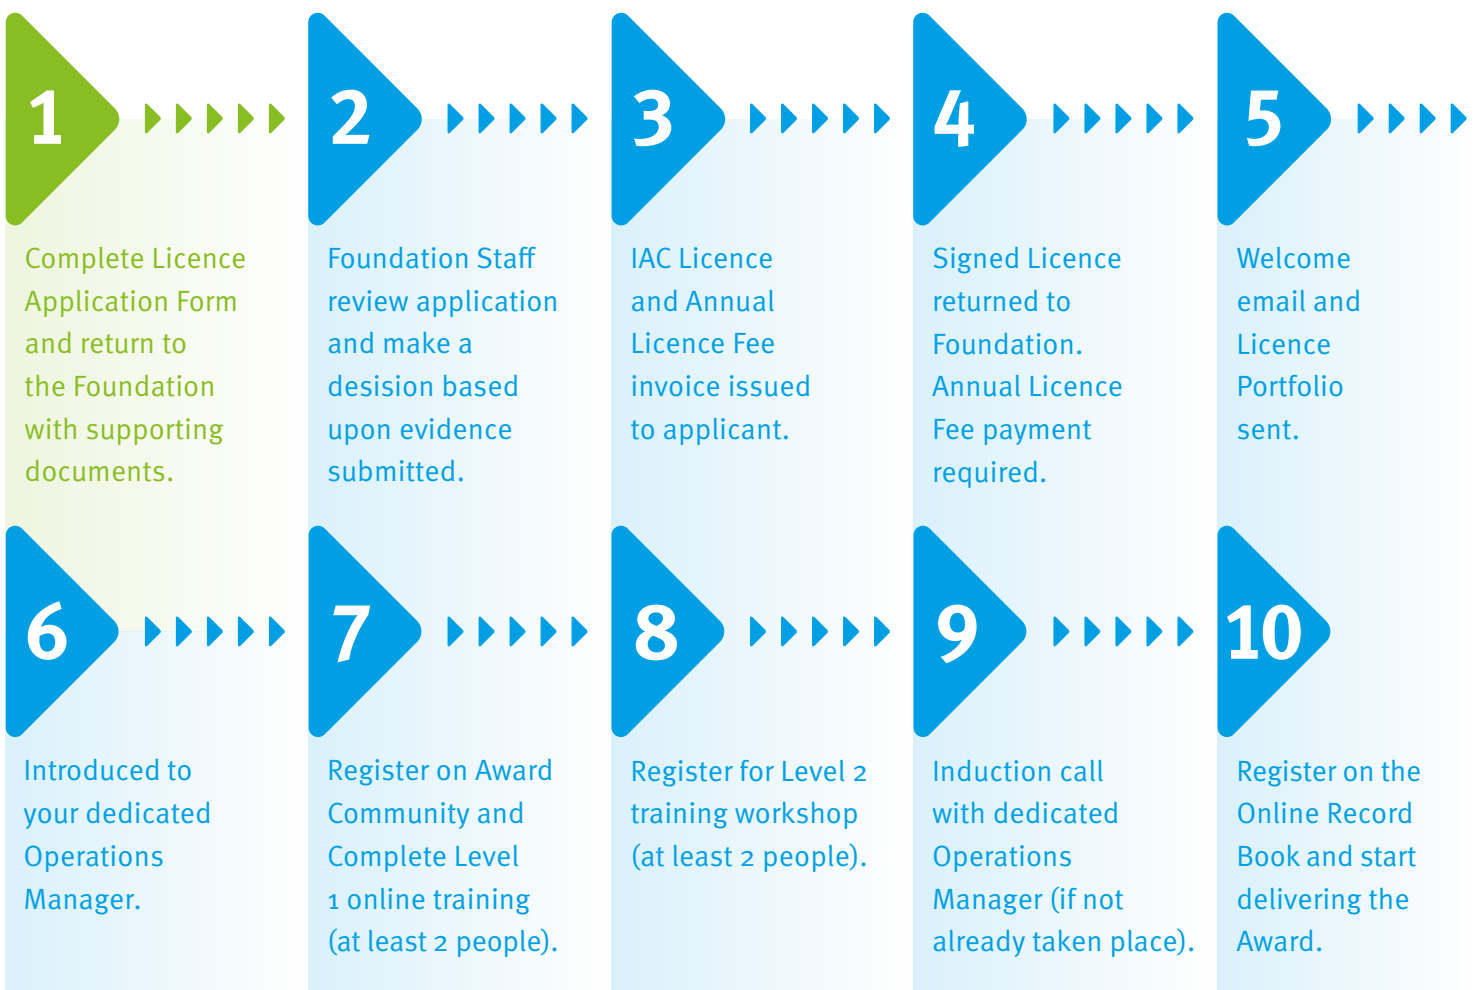 1
Complete Licence
Application Form
and return to
the Foundation
with supporting
documents.
2
Foundation Staff
review application
and make a
desision based
upon evidence
submitted.
3
IAC Licence
and Annual
Licence Fee
invoice issued
to applicant.
4
Signed Licence
returned to
Foundation.
Annual Licence
Fee payment
required.
5
Welcome
email and
Licence
Portfolio
sent.
6
Introduced to
your dedicated
Operations
Manager.
7
Register on Award
Community and
Complete Level
1 online training
(at least 2 people).
8
Register for Level 2
training workshop
(at least 2 people).
9
Induction call
with dedicated
Operations
Manager (if not
already taken place).
10
Register on the
Online Record
Book and start
delivering the
Award.